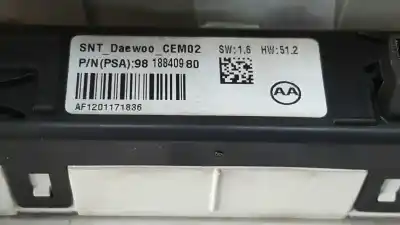 SNT_Daewoo_CEM02 SW:1.6 HW:51.2
P/N(PSA):98 188409 80
AA
AF1201171836